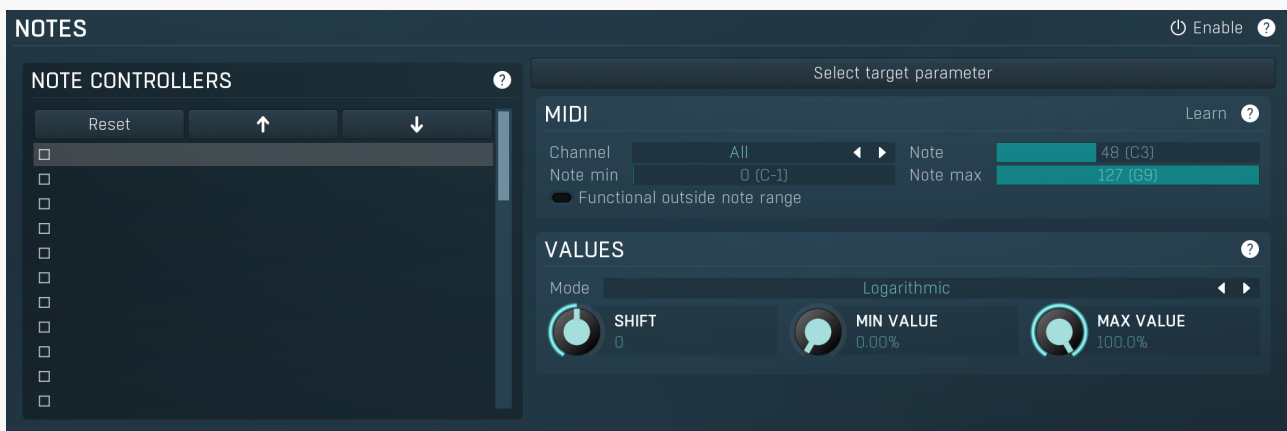 NOTES
Enable ?
NOTE CONTROLLERS ?
Reset ↑ ↓
Select target parameter
MIDI Learn ?
Channel All Note 48 (C3)
Note min 0 (C-1) Note max 127 (G9)
Functional outside note range
VALUES ?
Mode Logarithmic
SHIFT
0
MIN VALUE
0.00%
MAX VALUE
100.0%